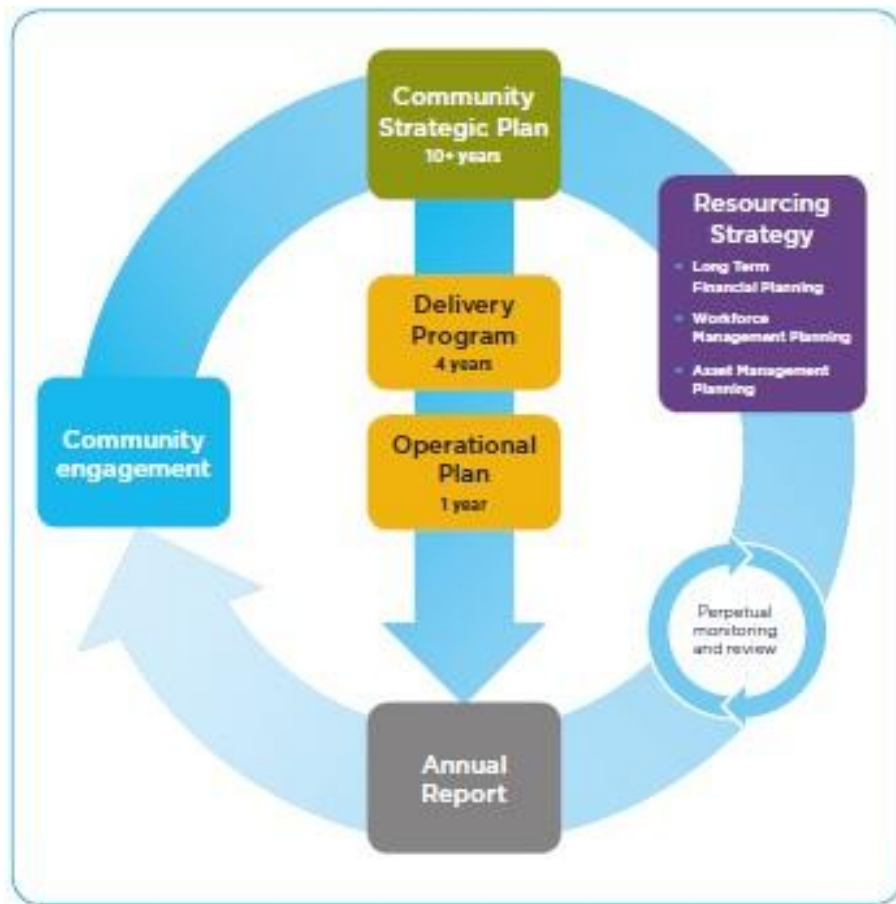 Community
Strategic Plan
10+ years
Resourcing
Strategy
• Long Term
Financial Planning
• Workforce
Management Planning
• Asset Management
Planning
Delivery
Program
4 years
Operational
Plan
1 year
Community
engagement
Perpetual
monitoring
and review
Annual
Report